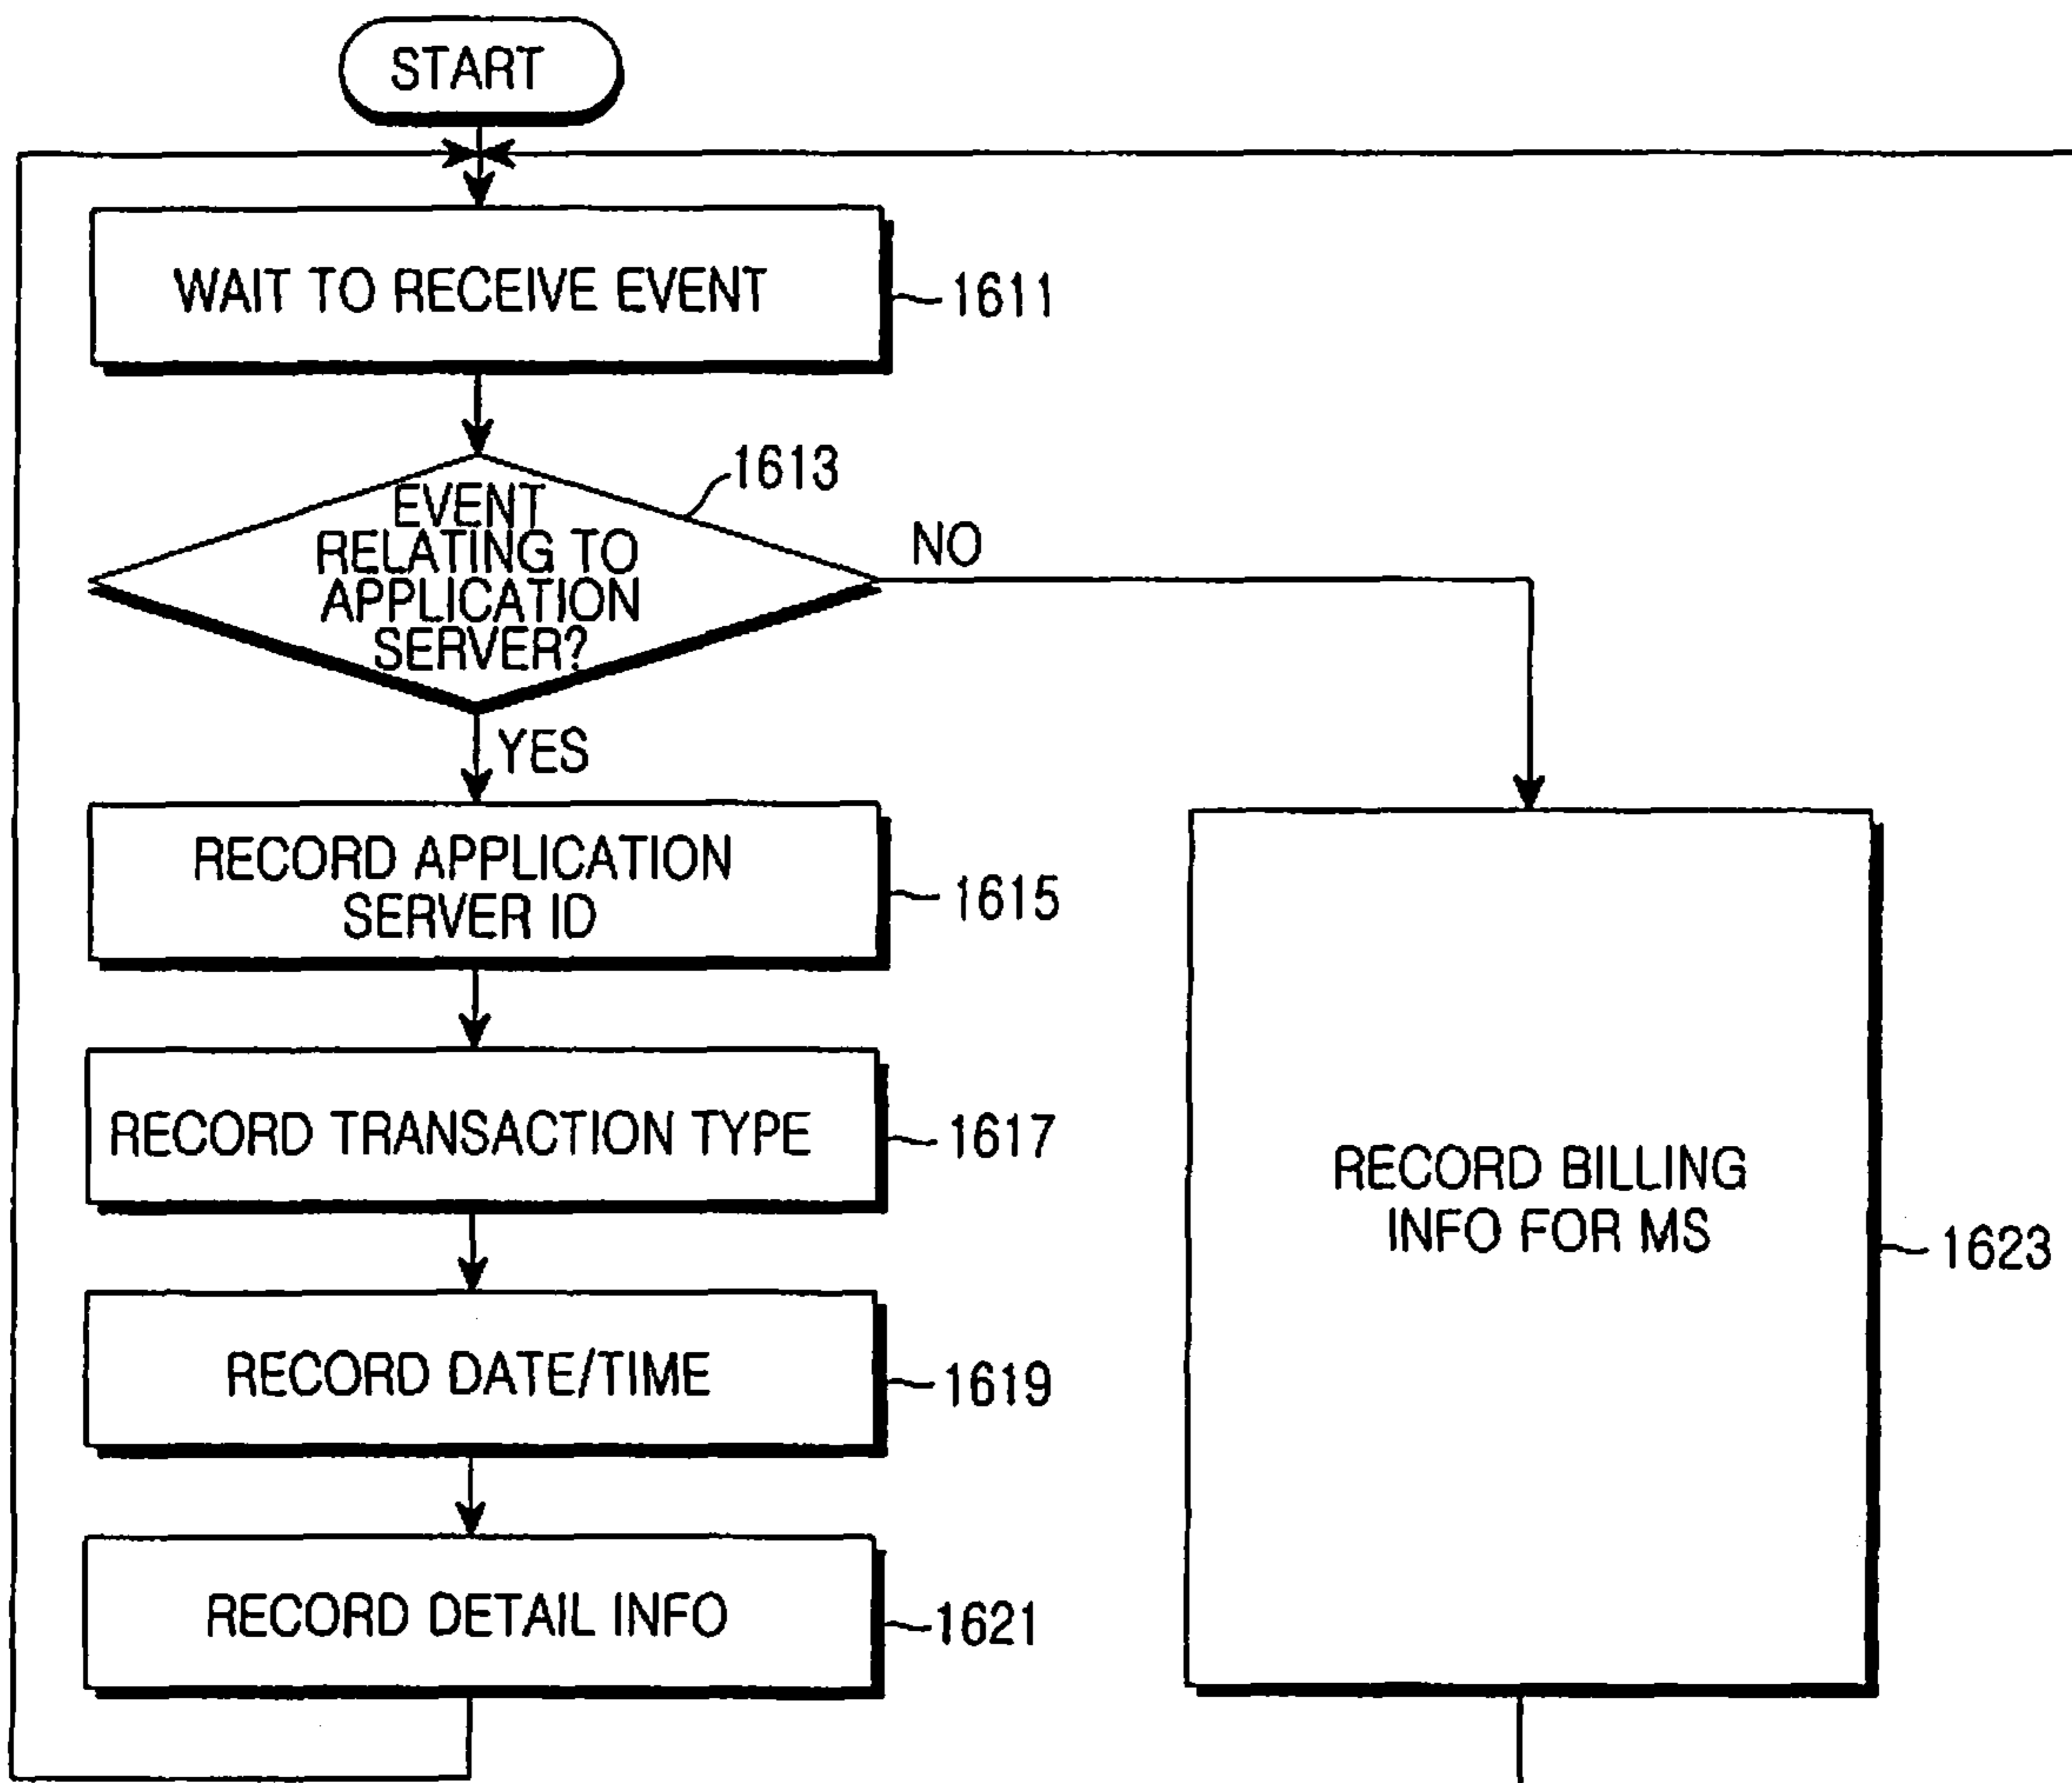 START
WAIT TO RECEIVE EVENT
1611
1613
EVENT
RELATING TO
APPLICATION
SERVER?
NO
YES
RECORD APPLICATION
SERVER ID
1615
RECORD TRANSACTION TYPE
1617
RECORD DATE/TIME
1619
RECORD DETAIL INFO
1621
RECORD BILLING
INFO FOR MS
1623